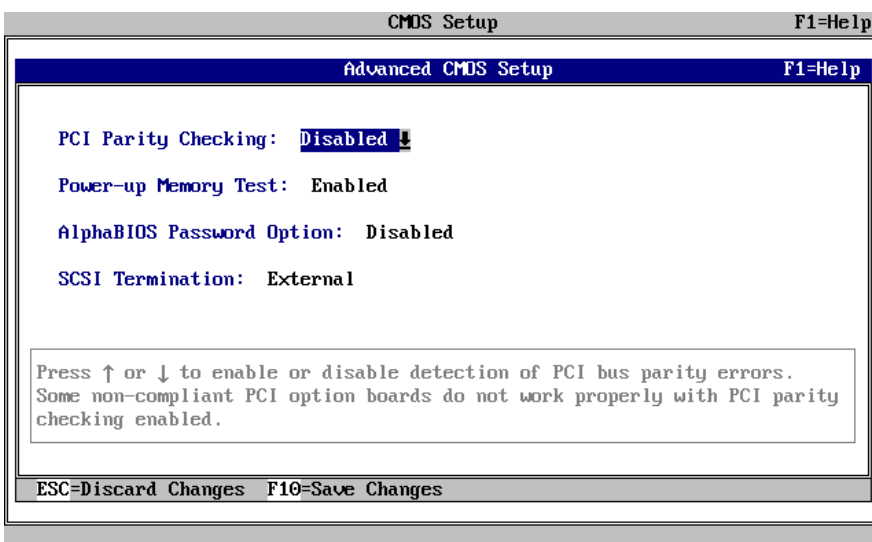 CMOS Setup F1=Help
Advanced CMOS Setup F1=Help
PCI Parity Checking: Disabled
Power-up Memory Test: Enabled
AlphaBIOS Password Option: Disabled
SCSI Termination: External
Press ↑ or ↓ to enable or disable detection of PCI bus parity errors.
Some non-compliant PCI option boards do not work properly with PCI parity
checking enabled.
ESC=Discard Changes F10=Save Changes